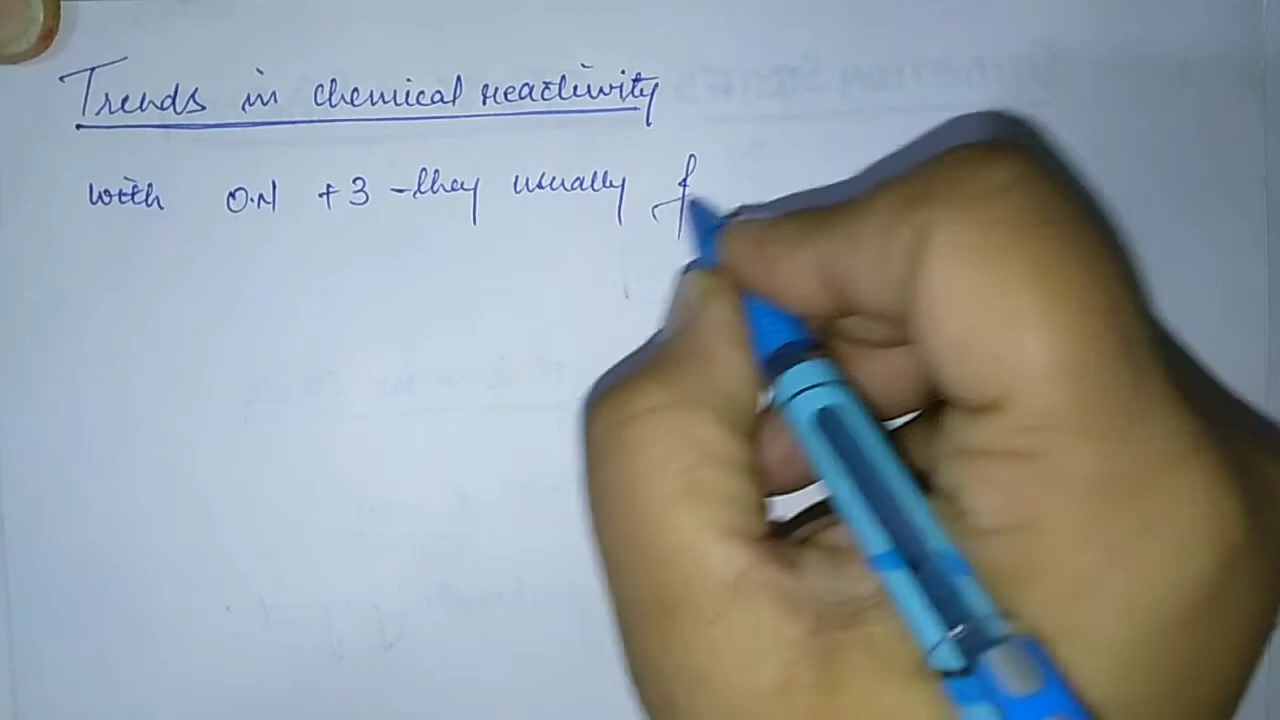 Trends in chemical reactivity
with O.N +3 they usually f